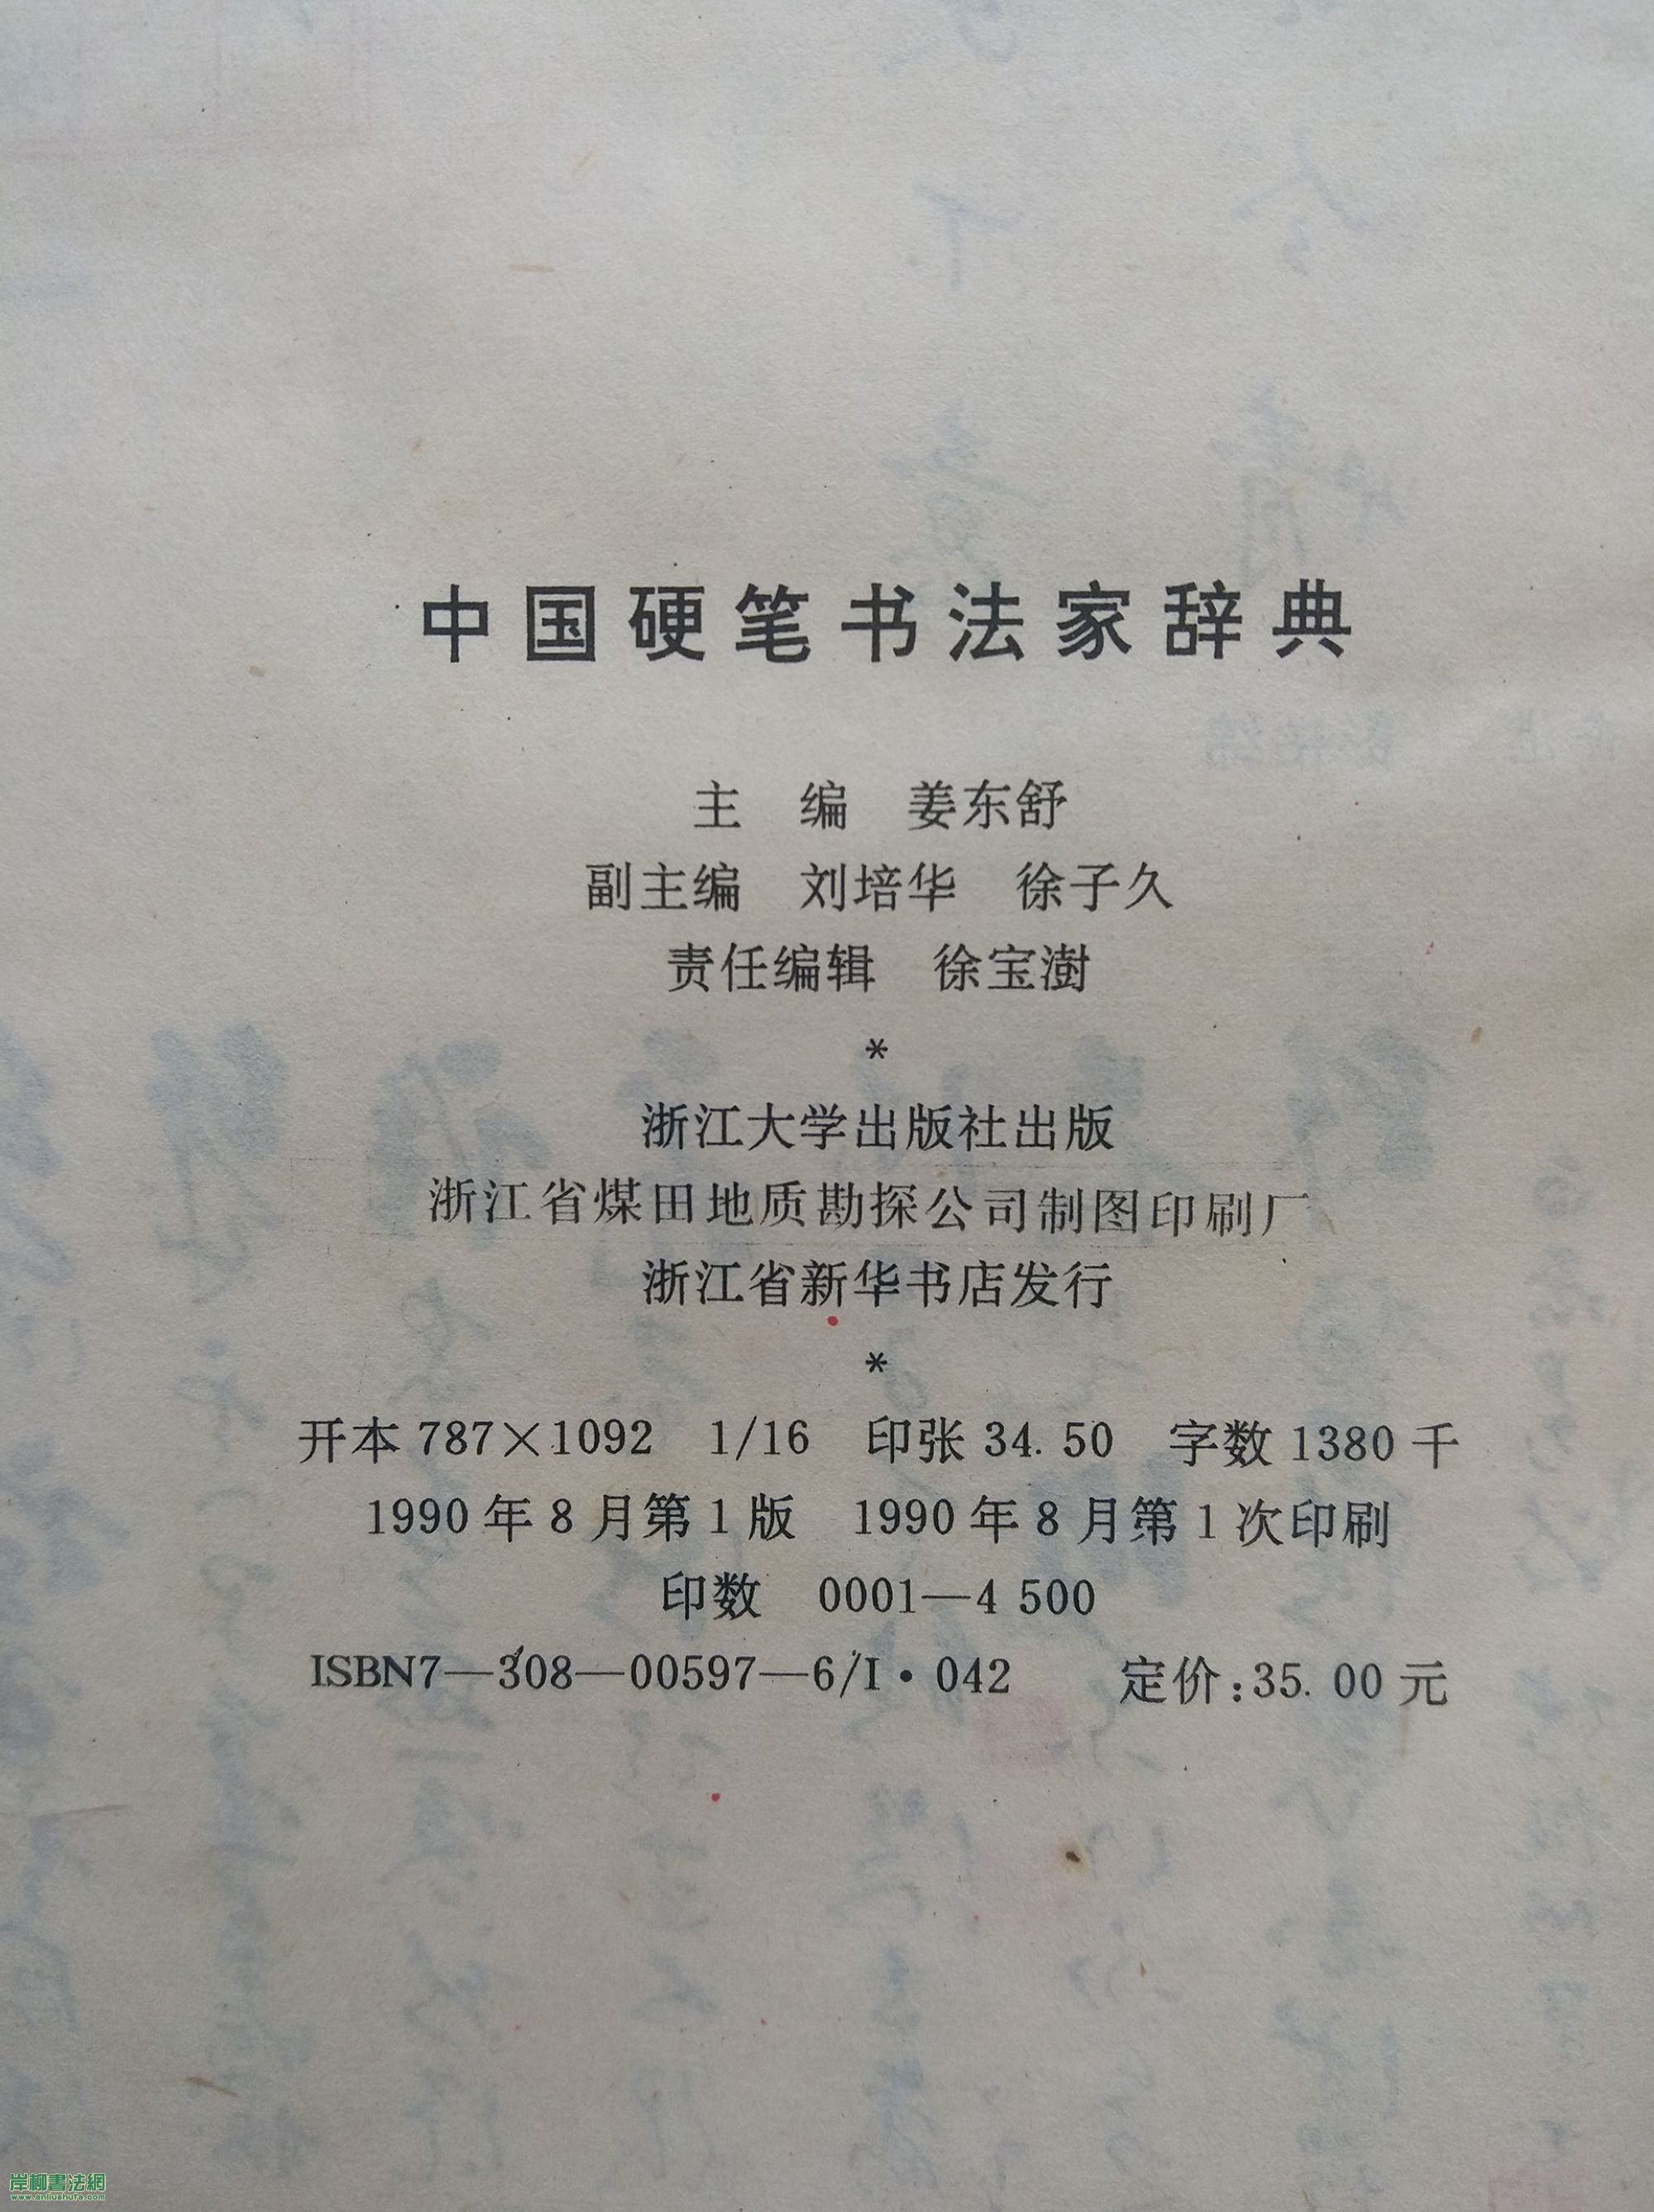 中国硬笔书法家辞典
主 编 姜东舒
副主编 刘培华 徐子久
责任编辑 徐宝澍
*
浙江大学出版社出版
浙江省煤田地质勘探公司制图印刷厂
浙江省新华书店发行
*
开本 787×1092 1/16 印张 34.50 字数 1380 千
1990 年 8 月第 1 版 1990 年 8 月第 1 次印刷
印数 0001—4 500
ISBN7—308—00597—6/I·042 定价:35.00 元
岸柳書法網
www.anliushufa.com